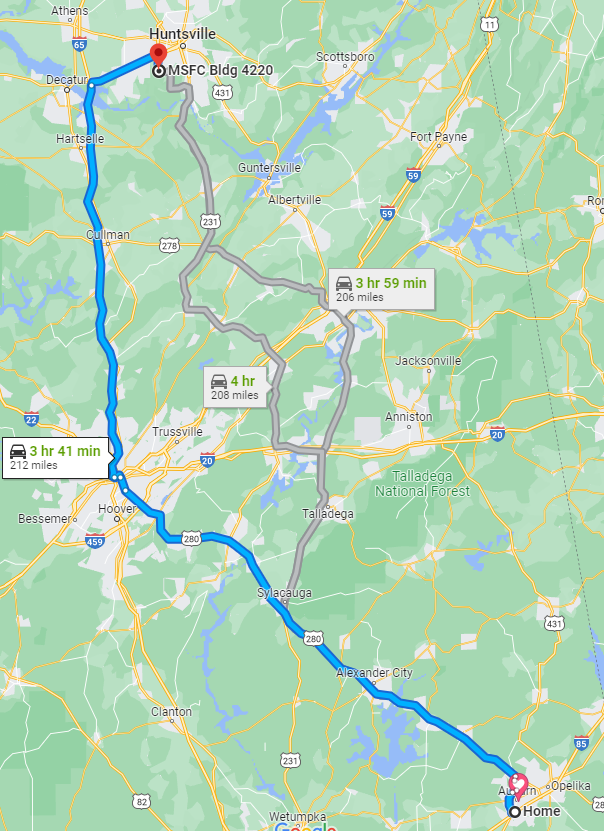 Athens
11
Huntsville
65
MSFC Bldg 4220
Scottsboro
Decatur
431
Hartselle
Fort Payne
Guntersville
59
Albertville
59
231
Cullman
278
3 hr 59 min
206 miles
Jacksonville
4 hr
208 miles
22
Anniston
Trussville
20
3 hr 41 min
212 miles
20
Talladega
National Forest
Hoover
Bessemer
Talladega
280
459
Sylacauga
431
280
Alexander City
Clanton
85
231
Opelika
82
Home
Wetumpka